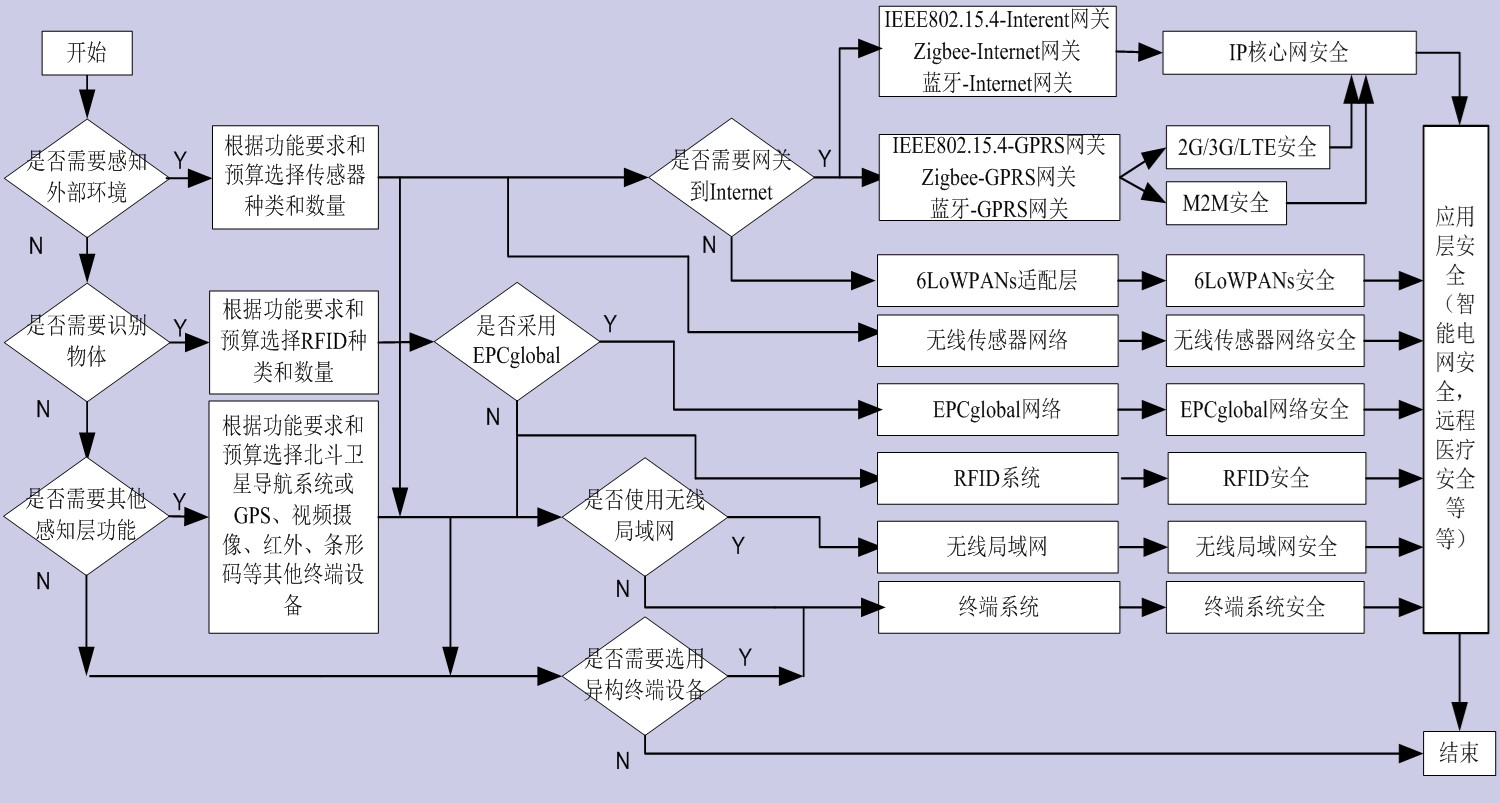 开始
是否需要感知
外部环境
Y
N
根据功能要求和
预算选择传感器
种类和数量
是否需要识别
物体
Y
N
根据功能要求和
预算选择RFID种
类和数量
是否需要其他
感知层功能
Y
N
根据功能要求和
预算选择北斗卫
星导航系统或
GPS、视频摄
像、红外、条形
码等其他终端设
备
是否采用
EPCglobal
Y
N
是否需要网关
到Internet
Y
N
是否使用无线
局域网
Y
N
是否需要选用
异构终端设备
Y
N
IEEE802.15.4-Interent网关
Zigbee-Internet网关
蓝牙-Internet网关
IP核心网安全
IEEE802.15.4-GPRS网关
Zigbee-GPRS网关
蓝牙-GPRS网关
2G/3G/LTE安全
M2M安全
6LoWPANs适配层
6LoWPANs安全
无线传感器网络
无线传感器网络安全
EPCglobal网络
EPCglobal网络安全
RFID系统
RFID安全
无线局域网
无线局域网安全
终端系统
终端系统安全
应用
层安
全
（智
能电
网安
全，
远程
医疗
安全
等
等）
结束